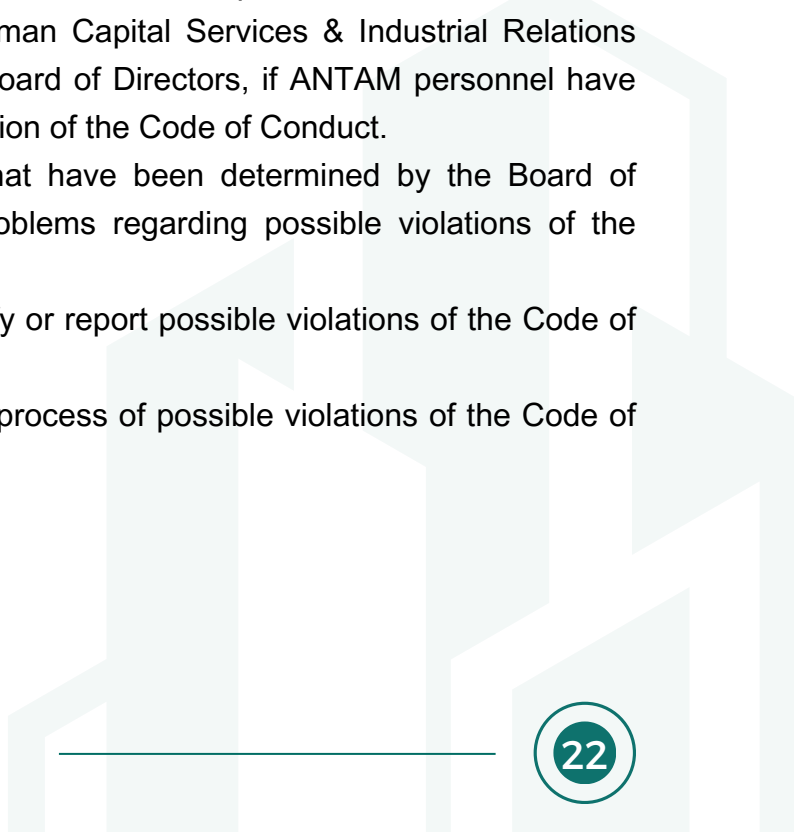 man Capital Services & Industrial Relations
oard of Directors, if ANTAM personnel have
tion of the Code of Conduct.
hat have been determined by the Board of
oblems regarding possible violations of the
y or report possible violations of the Code of
process of possible violations of the Code of
22